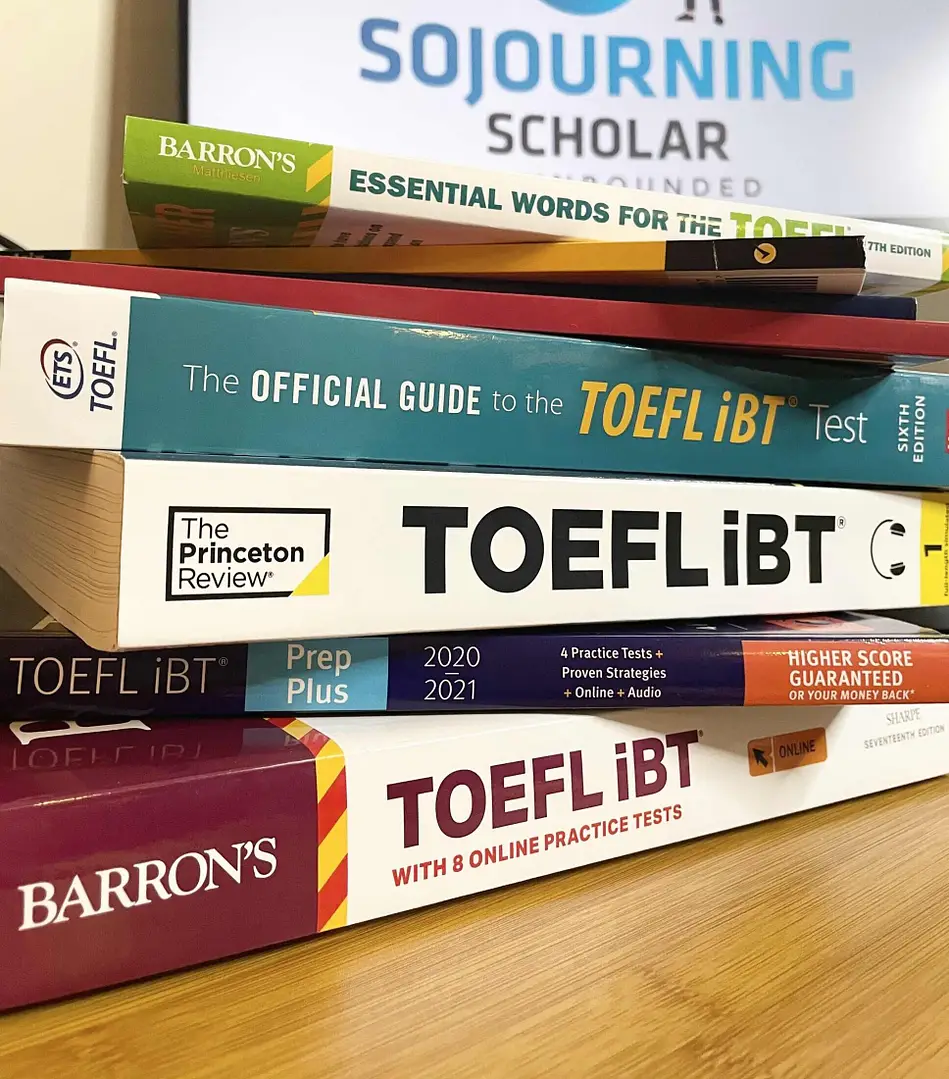 SOJOURNING
SCHOLAR
BARRON'S
Matthiesen
ESSENTIAL WORDS FOR THE TOEFL
7TH EDITION
ETS®
TOEFL®
The OFFICIAL GUIDE to the TOEFL iBT® Test
SIXTH
EDITION
The
Princeton
Review®
TOEFL iBT®
1
TOEFL iBT®
Prep
Plus
2020
–
2021
4 Practice Tests +
Proven Strategies
+ Online + Audio
HIGHER SCORE
GUARANTEED
OR YOUR MONEY BACK*
BARRON'S
TOEFL iBT®
WITH 8 ONLINE PRACTICE TESTS
ONLINE
SHARPE
SEVENTEENTH EDITION